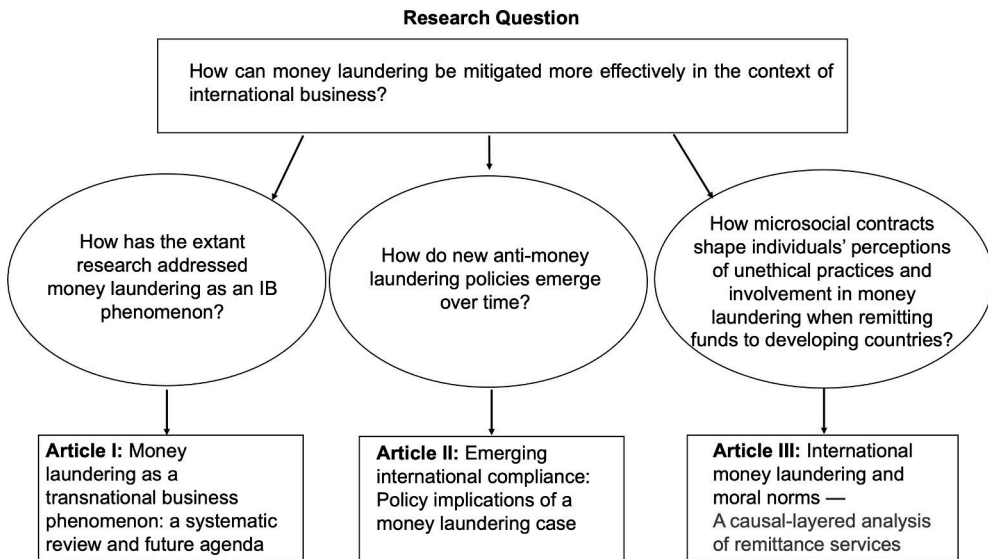 Research Question
How can money laundering be mitigated more effectively in the context of
international business?
How has the extant
research addressed
money laundering as an IB
phenomenon?
How do new anti-money
laundering policies emerge
over time?
How microsocial contracts
shape individuals’ perceptions
of unethical practices and
involvement in money
laundering when remitting
funds to developing countries?
Article I: Money
laundering as a
transnational business
phenomenon: a systematic
review and future agenda
Article II: Emerging
international compliance:
Policy implications of a
money laundering case
Article III: International
money laundering and
moral norms —
A causal-layered analysis
of remittance services